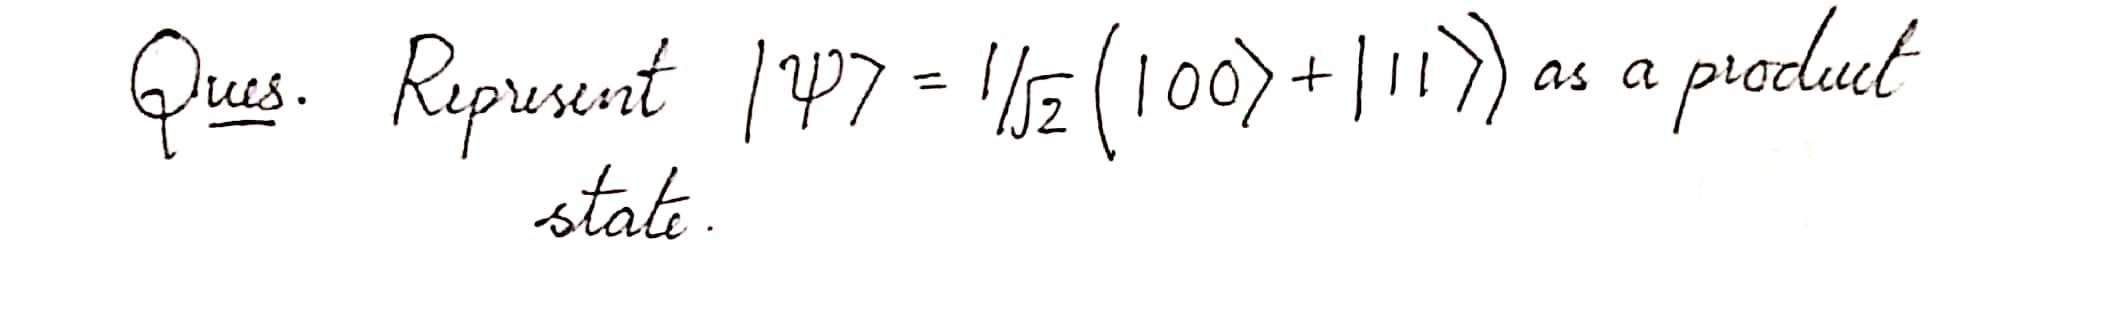 Ques. Represent |ψ⟩ = 1/√2 (|00⟩ + |11⟩) as a product
state.